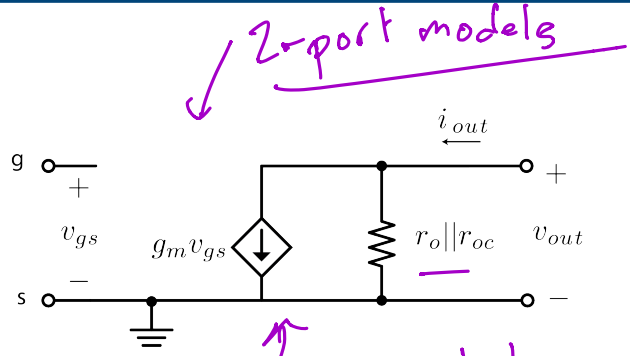 2-port models
i_out
g
+
+
v_gs
g_m v_gs
r_o||r_oc
v_out
−
s
−